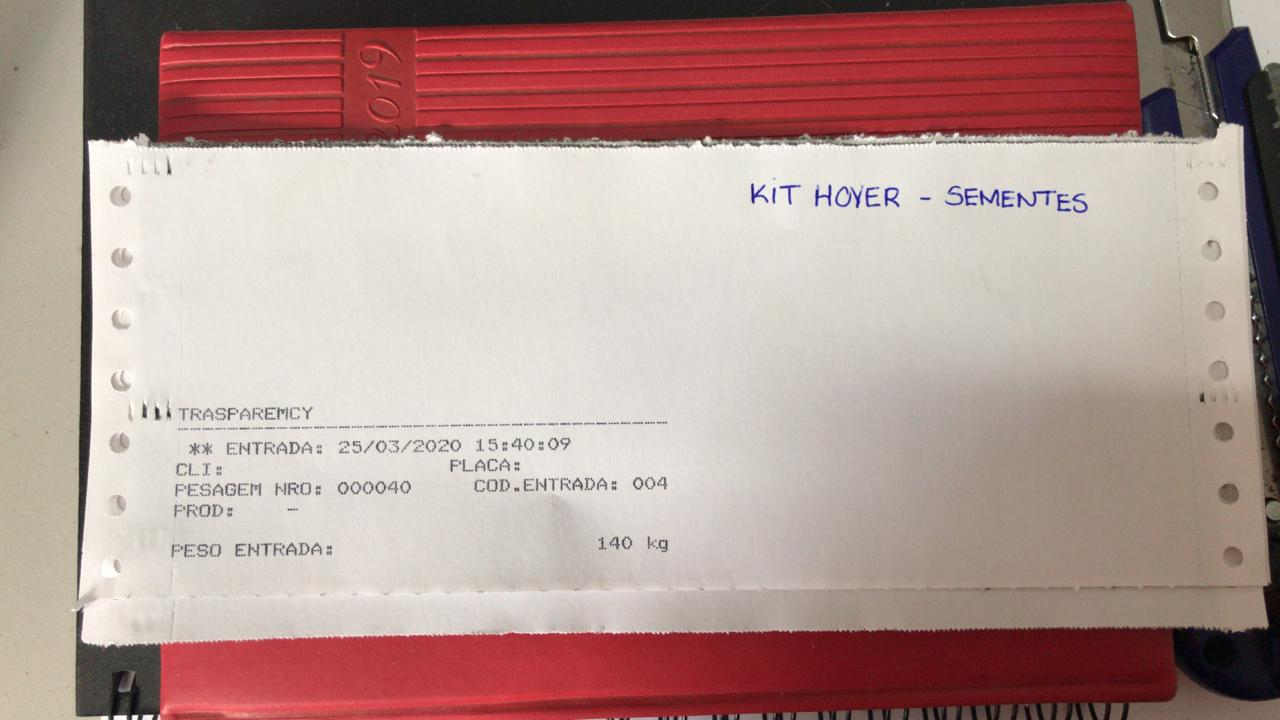 2019
KIT HOYER - SEMENTES
TRASPAREMCY
** ENTRADA: 25/03/2020 15:40:09
CLI: PLACA:
PESAGEM NRO: 000040 COD.ENTRADA: 004
PROD: -
PESO ENTRADA: 140 kg